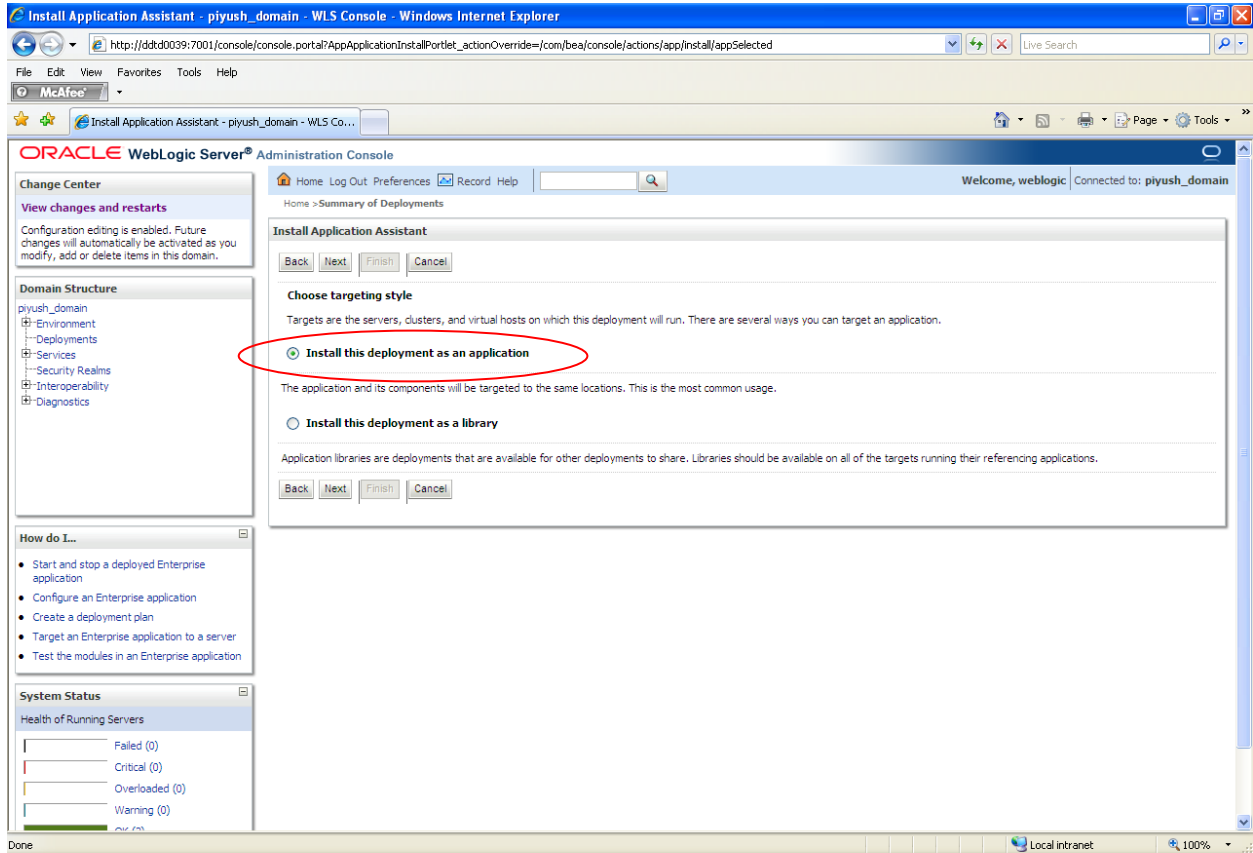 Install Application Assistant - piyush_domain - WLS Console - Windows Internet Explorer
http://ddtd0039:7001/console/console.portal?AppApplicationInstallPortlet_actionOverride=/com/bea/console/actions/app/install/appSelected
Live Search
File Edit View Favorites Tools Help
McAfee
Install Application Assistant - piyush_domain - WLS Co...
Page Tools
ORACLE WebLogic Server® Administration Console
Change Center
View changes and restarts
Configuration editing is enabled. Future
changes will automatically be activated as you
modify, add or delete items in this domain.
Domain Structure
piyush_domain
Environment
Deployments
Services
Security Realms
Interoperability
Diagnostics
How do I...
Start and stop a deployed Enterprise
application
Configure an Enterprise application
Create a deployment plan
Target an Enterprise application to a server
Test the modules in an Enterprise application
System Status
Health of Running Servers
Failed (0)
Critical (0)
Overloaded (0)
Warning (0)
Home Log Out Preferences Record Help
Welcome, weblogic Connected to: piyush_domain
Home >Summary of Deployments
Install Application Assistant
Back Next Finish Cancel
Choose targeting style
Targets are the servers, clusters, and virtual hosts on which this deployment will run. There are several ways you can target an application.
Install this deployment as an application
The application and its components will be targeted to the same locations. This is the most common usage.
Install this deployment as a library
Application libraries are deployments that are available for other deployments to share. Libraries should be available on all of the targets running their referencing applications.
Back Next Finish Cancel
Done
Local intranet
100%